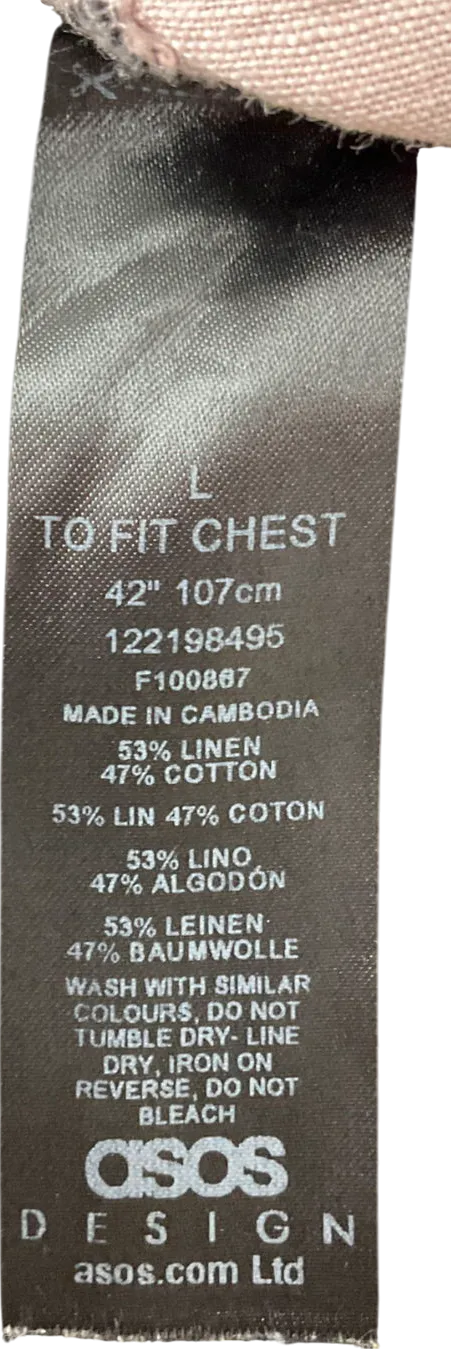 L
TO FIT CHEST
42" 107cm
122198495
F100867
MADE IN CAMBODIA
53% LINEN
47% COTTON
53% LIN 47% COTON
53% LINO
47% ALGODÓN
53% LEINEN
47% BAUMWOLLE
WASH WITH SIMILAR
COLOURS, DO NOT
TUMBLE DRY- LINE
DRY, IRON ON
REVERSE, DO NOT
BLEACH
asos
DESIGN
asos.com Ltd